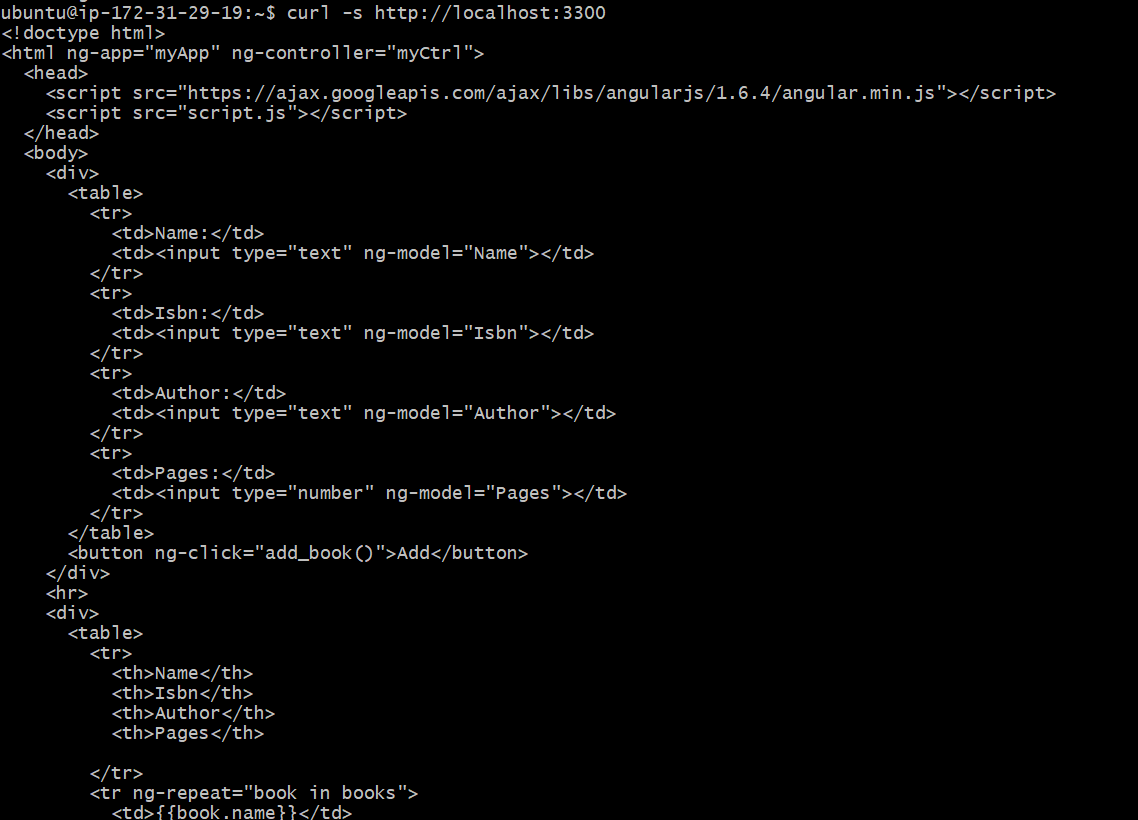 ubuntu@ip-172-31-29-19:~$ curl -s http://localhost:3300
<!doctype html>
<html ng-app="myApp" ng-controller="myCtrl">
  <head>
    <script src="https://ajax.googleapis.com/ajax/libs/angularjs/1.6.4/angular.min.js"></script>
    <script src="script.js"></script>
  </head>
  <body>
    <div>
      <table>
        <tr>
          <td>Name:</td>
          <td><input type="text" ng-model="Name"></td>
        </tr>
        <tr>
          <td>Isbn:</td>
          <td><input type="text" ng-model="Isbn"></td>
        </tr>
        <tr>
          <td>Author:</td>
          <td><input type="text" ng-model="Author"></td>
        </tr>
        <tr>
          <td>Pages:</td>
          <td><input type="number" ng-model="Pages"></td>
        </tr>
      </table>
      <button ng-click="add_book()">Add</button>
    </div>
    <hr>
    <div>
      <table>
        <tr>
          <th>Name</th>
          <th>Isbn</th>
          <th>Author</th>
          <th>Pages</th>

        </tr>
        <tr ng-repeat="book in books">
          <td>{{book.name}}</td>